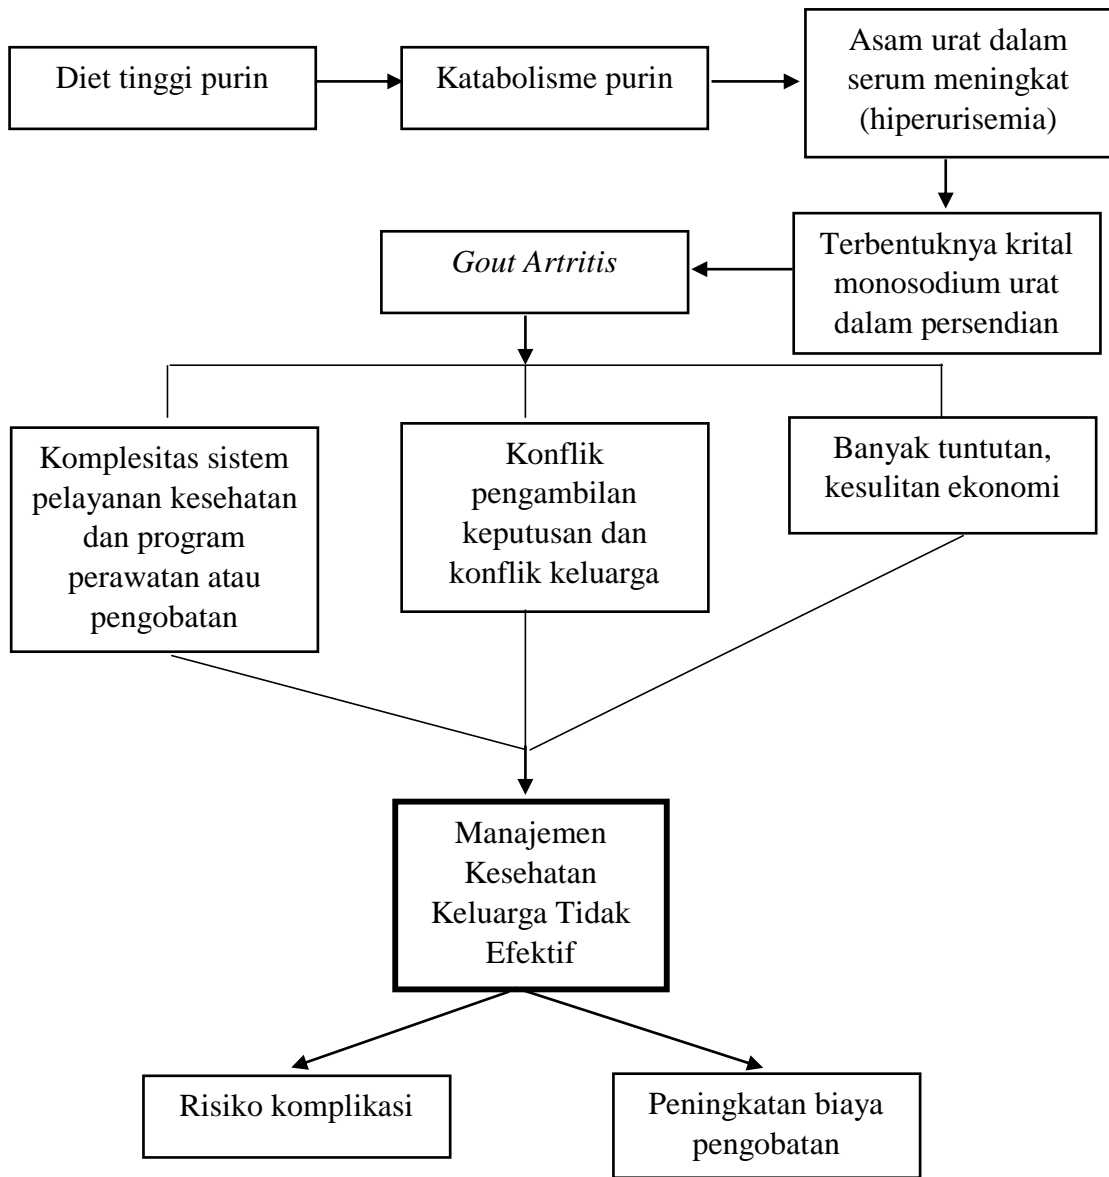 Diet tinggi purin
Katabolisme purin
Asam urat dalam
serum meningkat
(hiperurisemia)
Gout Artritis
Terbentuknya krital
monosodium urat
dalam persendian
Komplesitas sistem
pelayanan kesehatan
dan program
perawatan atau
pengobatan
Konflik
pengambilan
keputusan dan
konflik keluarga
Banyak tuntutan,
kesulitan ekonomi
Manajemen
Kesehatan
Keluarga Tidak
Efektif
Risiko komplikasi
Peningkatan biaya
pengobatan